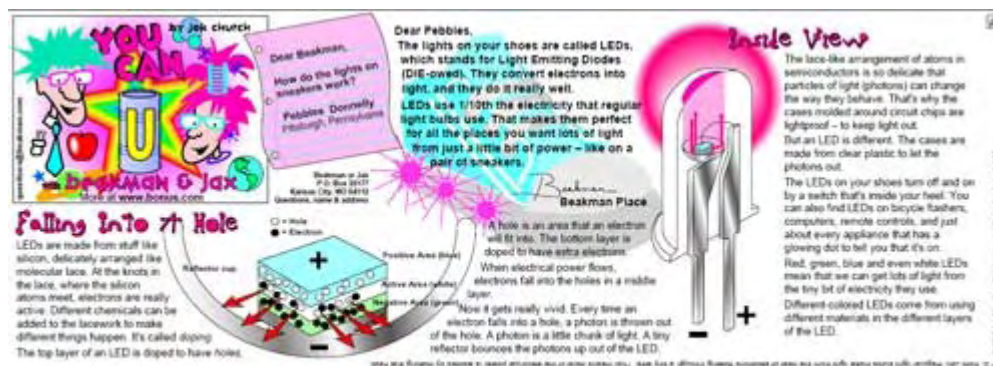 YOU CAN
by jok church
beakman & jax
More at www.bonus.com
Dear Beakman,
How do the lights on
sneakers work?
Pebbles Donnelly
Pittsburgh, Pennsylvania
Beakman or Jax
P.O. Box
Kansas City, MO 64112
Questions, name & address
Dear Pebbles,
The lights on your shoes are called LEDs,
which stands for Light Emitting Diodes
(DIE-owed). They convert electrons into
light, and they do it really well.
LEDs use 1/10th the electricity that regular
light bulbs use. That makes them perfect
for all the places you want lots of light
from just a little bit of power – like on a
pair of sneakers.
Beakman
Beakman Place
Falling Into A Hole
LEDs are made from stuff like
silicon, delicately arranged like
molecular lace. At the knots in
the lace, where the silicon
atoms meet, electrons are really
active. Different chemicals can
be added to the lacework to make
different things happen. It's called doping.
The top layer of an LED is doped to have holes.
= Hole
= Electron
Reflector cup
Positive Area (blue)
Active Area (white)
Negative Area (green)
+
–
A hole is an area that an electron
will fit into. The bottom layer is
doped to have extra electrons.
When electrical power flows,
electrons fall into the holes in a middle
layer.
Now it gets really vivid. Every time an
electron falls into a hole, a photon is thrown out
of the hole. A photon is a little chunk of light. A tiny
reflector bounces the photons up out of the LED.
Inside View
–
+
The lace-like arrangement of atoms in
semiconductors is so delicate that
particles of light (photons) can change
the way they behave. That's why the
cases molded around circuit chips are
lightproof – to keep light out.
But an LED is different. The cases are
made from clear plastic to let the
photons out.
The LEDs on your shoes turn off and on
by a switch that's inside your heel. You
can also find LEDs on bicycle flashers,
computers, remote controls, and just
about every appliance that has a
glowing dot to tell you that it's on.
Red, green, blue and even white LEDs
mean that we can get lots of light from
the tiny bit of electricity they use.
Different-colored LEDs come from using
different materials in the different layers
of the LED.